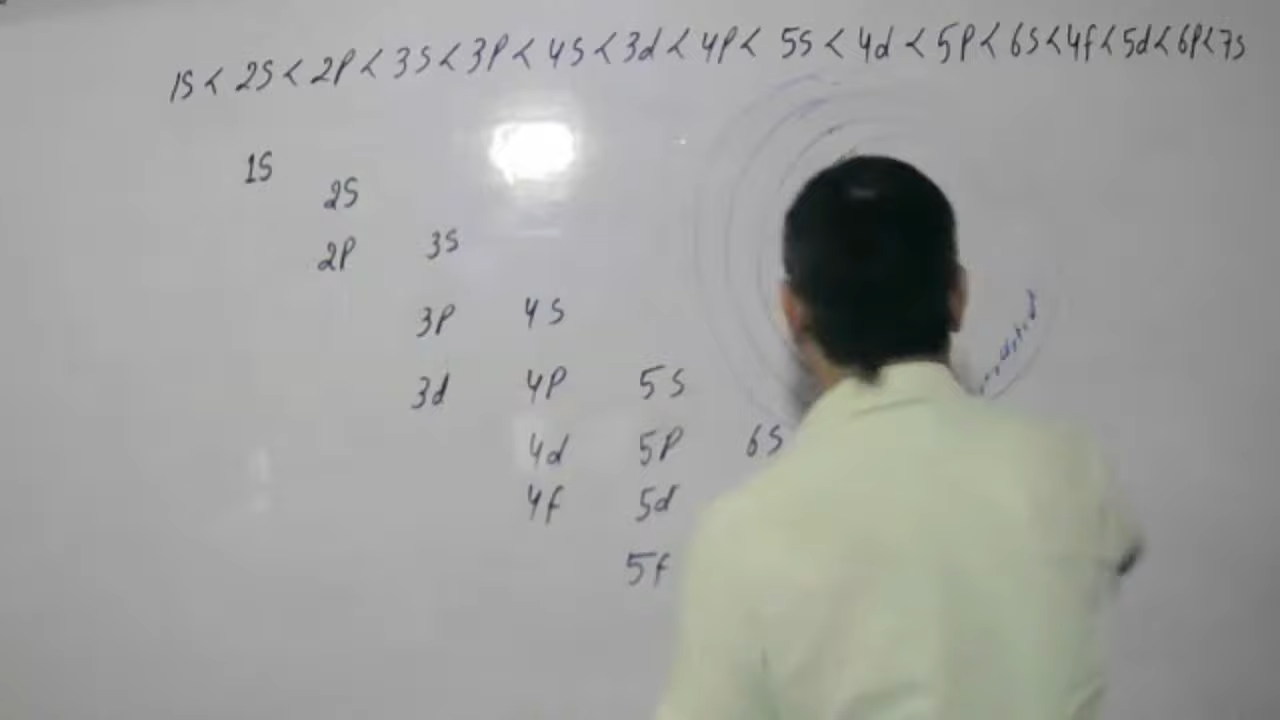 1S < 2S < 2P < 3S < 3P < 4S < 3d < 4P < 5S < 4d < 5P < 6S < 4f < 5d < 6P < 7S
1S
2S
2P 3S
3P 4S
3d 4P 5S
4d 5P 6S
4f 5d
5f